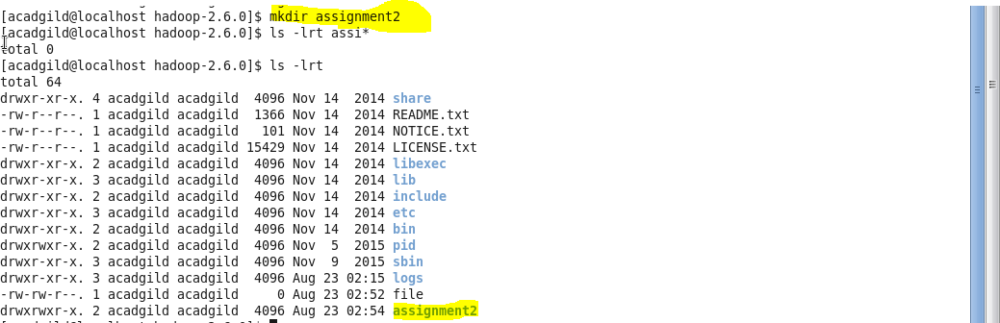 [acadgild@localhost hadoop-2.6.0]$ mkdir assignment2
[acadgild@localhost hadoop-2.6.0]$ ls -lrt assi*
total 0
[acadgild@localhost hadoop-2.6.0]$ ls -lrt
total 64
drwxr-xr-x. 4 acadgild acadgild  4096 Nov 14  2014 share
-rw-r--r--. 1 acadgild acadgild  1366 Nov 14  2014 README.txt
-rw-r--r--. 1 acadgild acadgild   101 Nov 14  2014 NOTICE.txt
-rw-r--r--. 1 acadgild acadgild 15429 Nov 14  2014 LICENSE.txt
drwxr-xr-x. 2 acadgild acadgild  4096 Nov 14  2014 libexec
drwxr-xr-x. 3 acadgild acadgild  4096 Nov 14  2014 lib
drwxr-xr-x. 2 acadgild acadgild  4096 Nov 14  2014 include
drwxr-xr-x. 3 acadgild acadgild  4096 Nov 14  2014 etc
drwxr-xr-x. 2 acadgild acadgild  4096 Nov 14  2014 bin
drwxrwxr-x. 2 acadgild acadgild  4096 Nov  5  2015 pid
drwxr-xr-x. 3 acadgild acadgild  4096 Nov  9  2015 sbin
drwxr-xr-x. 3 acadgild acadgild  4096 Aug 23 02:15 logs
-rw-rw-r--. 1 acadgild acadgild     0 Aug 23 02:52 file
drwxrwxr-x. 2 acadgild acadgild  4096 Aug 23 02:54 assignment2